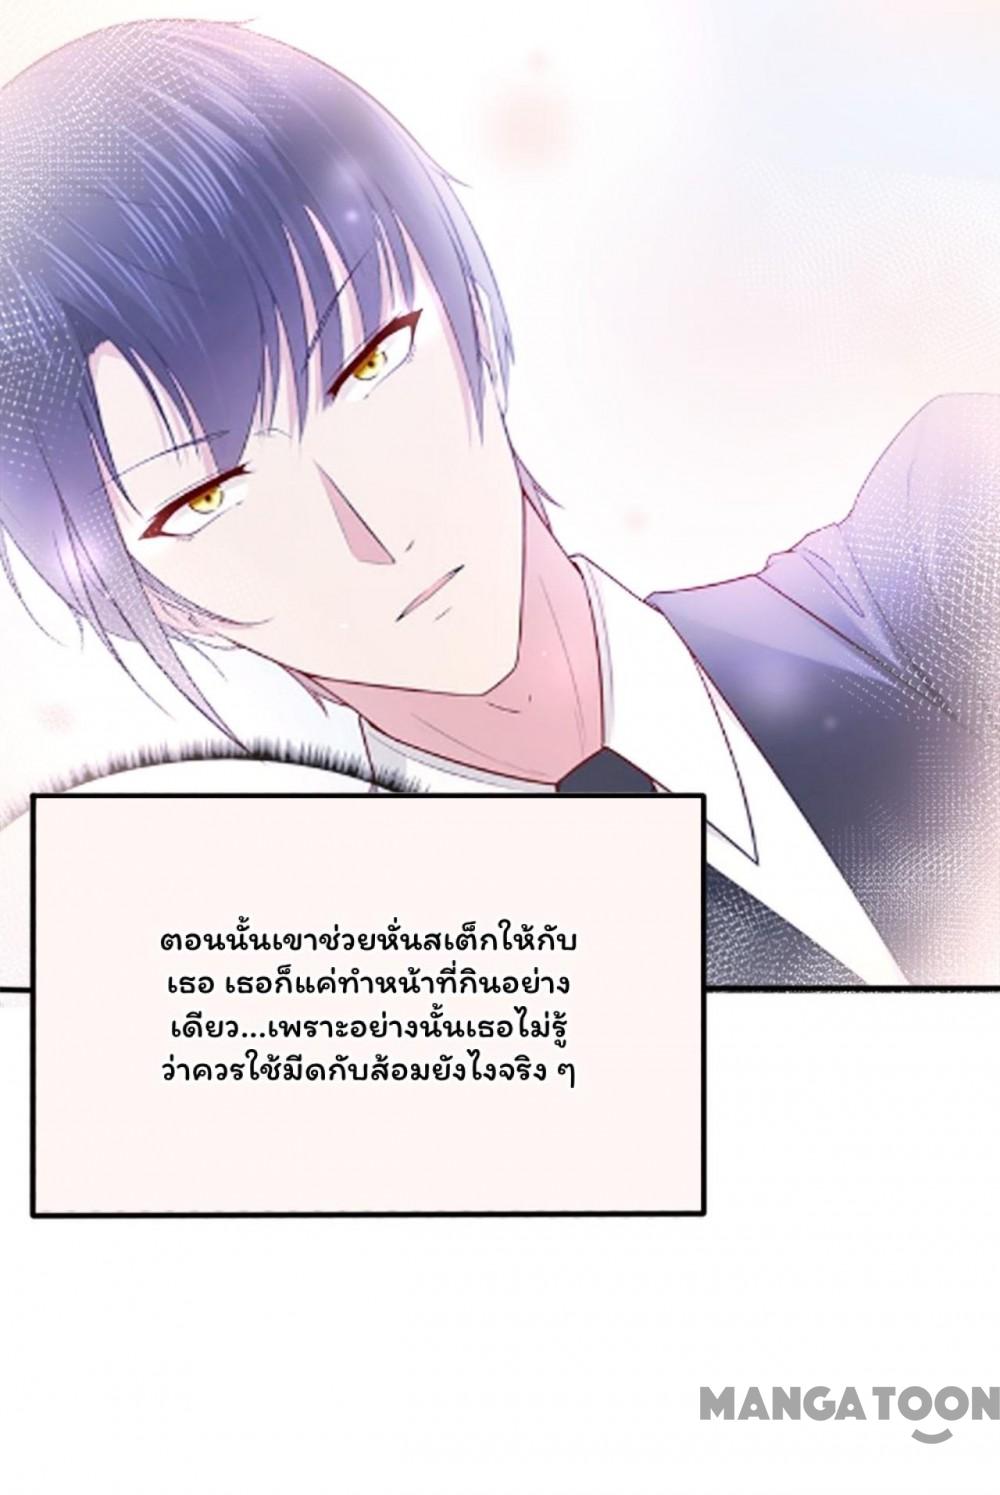 ตอนนั้นเขาช่วยหั่นสเต็กให้กับ
เธอ เธอก็แค่ทำหน้าที่กินอย่าง
เดียว...เพราะอย่างนั้นเธอไม่รู้
ว่าควรใช้มีดกับส้อมยังไงจริง ๆ
MANGATOON